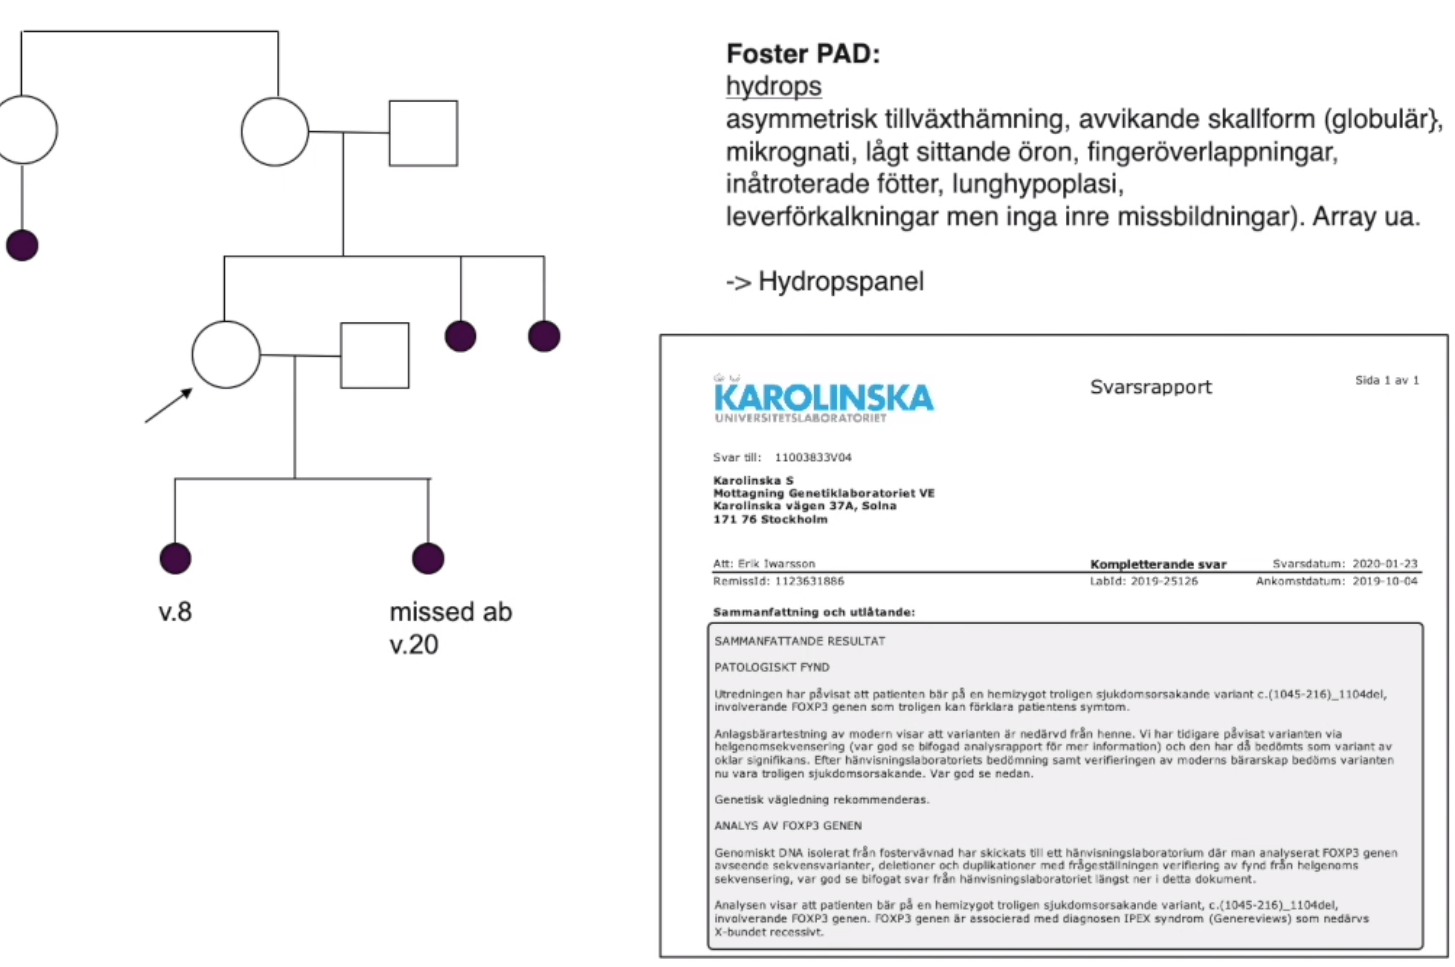 Foster PAD:
hydrops
asymmetrisk tillväxthämning, avvikande skallform (globulär},
mikrognati, lågt sittande öron, fingeröverlappningar,
inåtroterade fötter, lunghypoplasi,
leverförkalkningar men inga inre missbildningar). Array ua.
-> Hydropspanel
v.8
missed ab
v.20
KAROLINSKA
UNIVERSITETSLABORATORIET
Svarsrapport
Sida 1 av 1
Svar till: 11003833V04
Karolinska S
Mottagning Genetiklaboratoriet VE
Karolinska vägen 37A, Solna
171 76 Stockholm
Att: Erik Iwarsson Kompletterande svar Svarsdatum: 2020-01-23
RemissId: 1123631886 LabId: 2019-25126 Ankomstdatum: 2019-10-04
Sammanfattning och utlåtande:
SAMMANFATTANDE RESULTAT
PATOLOGISKT FYND
Utredningen har påvisat att patienten bär på en hemizygot troligen sjukdomsorsakande variant c.(1045-216)_1104del,
involverande FOXP3 genen som troligen kan förklara patientens symtom.
Anlagsbärartestning av modern visar att varianten är nedärvd från henne. Vi har tidigare påvisat varianten via
helgenomsekvensering (var god se bifogad analysrapport för mer information) och den har då bedömts som variant av
oklar signifikans. Efter hänvisningslaboratoriets bedömning samt verifieringen av moderns bärarskap bedöms varianten
nu vara troligen sjukdomsorsakande. Var god se nedan.
Genetisk vägledning rekommenderas.
ANALYS AV FOXP3 GENEN
Genomiskt DNA isolerat från fostervävnad har skickats till ett hänvisningslaboratorium där man analyserat FOXP3 genen
avseende sekvensvarianter, deletioner och duplikationer med frågeställningen verifiering av fynd från helgenoms
sekvensering, var god se bifogat svar från hänvisningslaboratoriet längst ner i detta dokument.
Analysen visar att patienten bär på en hemizygot troligen sjukdomsorsakande variant, c.(1045-216)_1104del,
involverande FOXP3 genen. FOXP3 genen är associerad med diagnosen IPEX syndrom (Genereviews) som nedärvs
X-bundet recessivt.